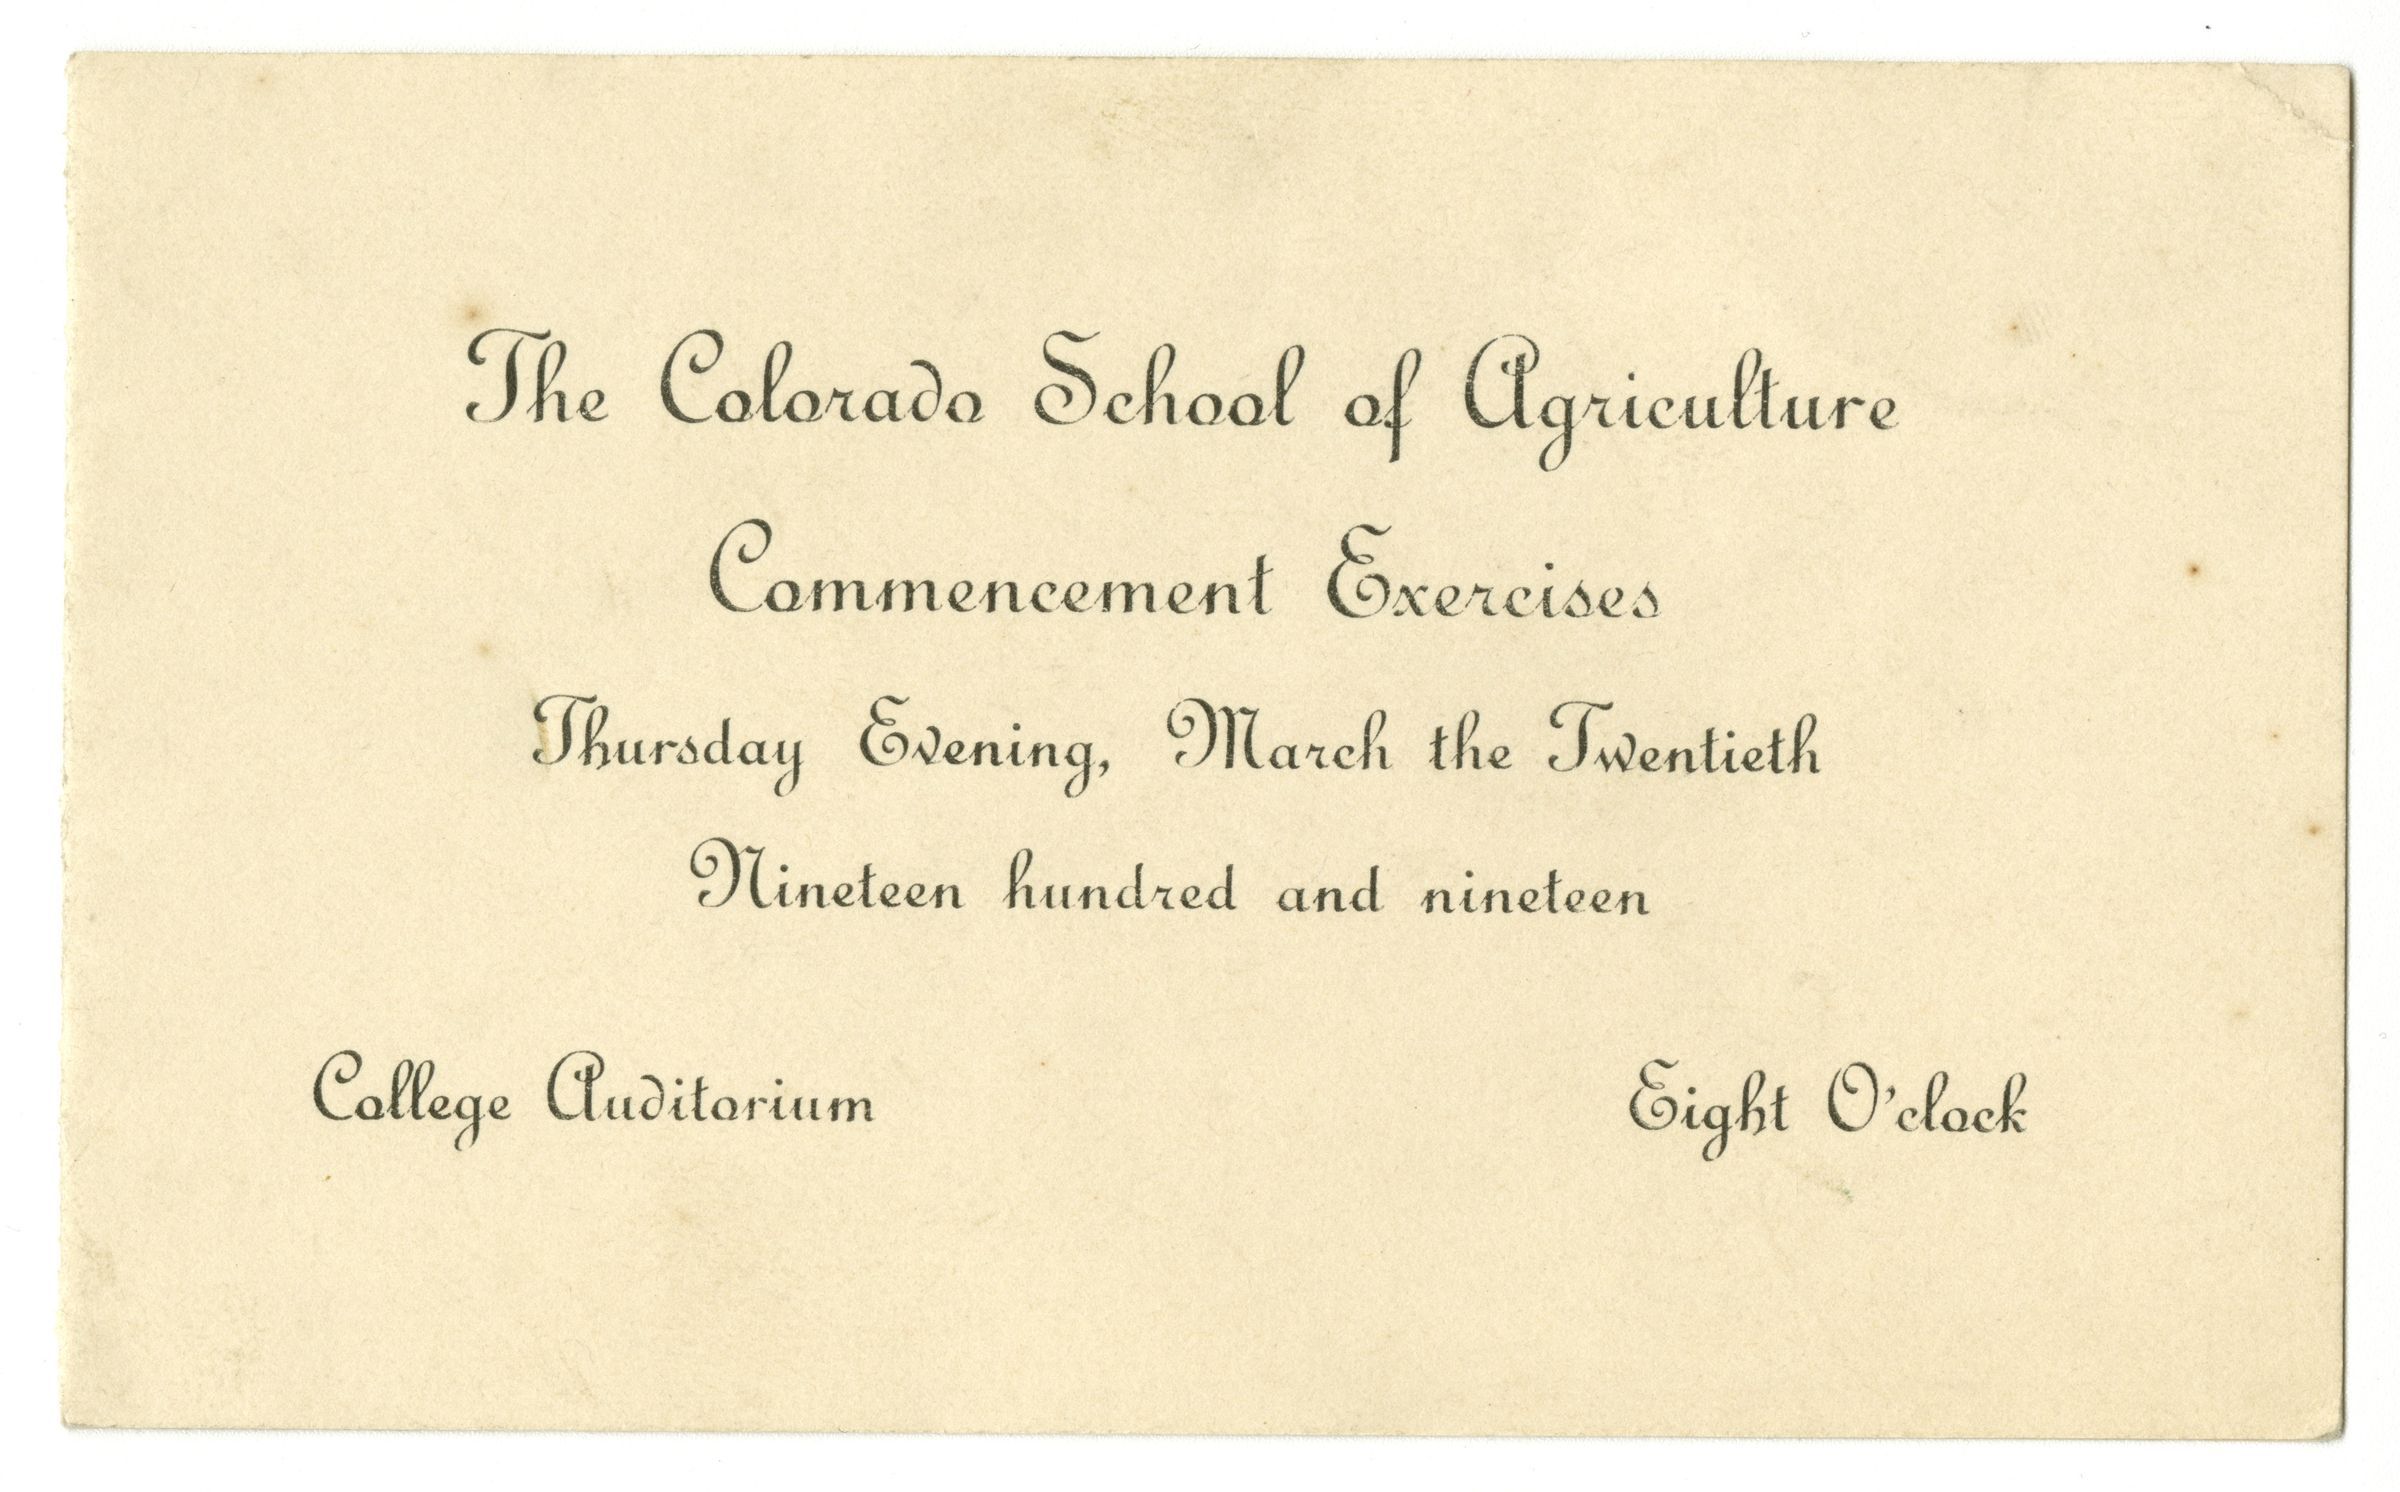 The Colorado School of Agriculture
Commencement Exercises
Thursday Evening, March the Twentieth
Nineteen hundred and nineteen
College Auditorium Eight O'clock